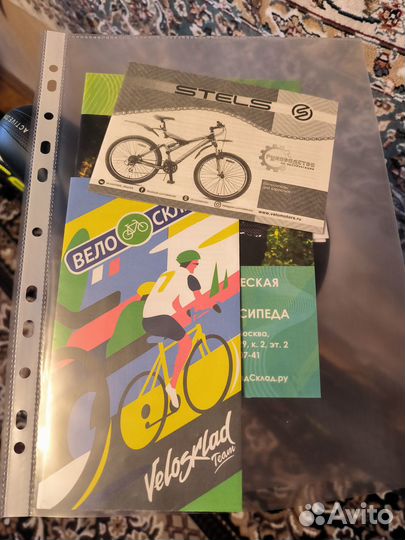 STELS
РУКОВОДСТВО
www.velomotors.ru
ВЕЛО СКЛ
ЕСКАЯ
СИПЕДА
осква,
9, к. 2, эт. 2
7-41
дСклад.ру
Velosklad
Team
Avito